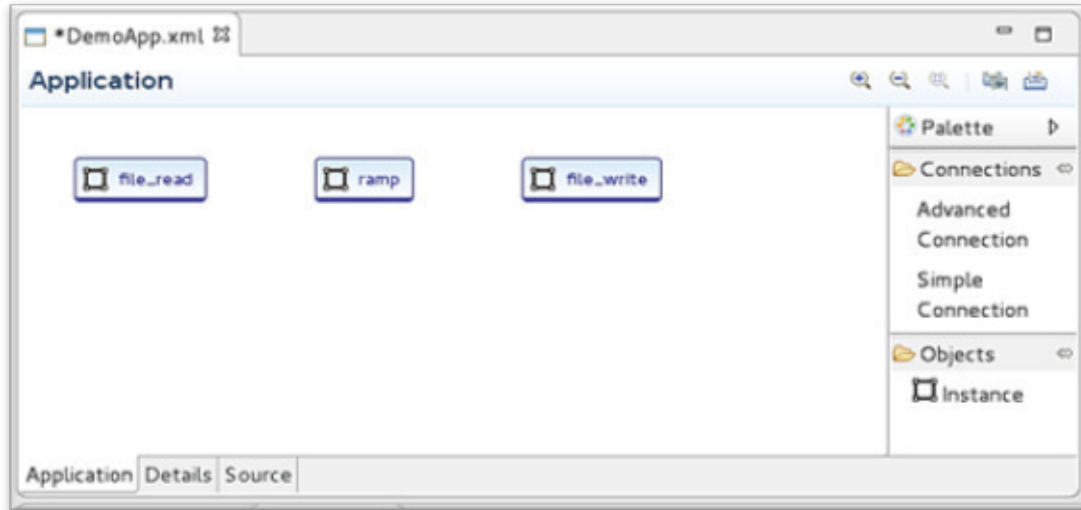 *DemoApp.xml
Application
Palette
Connections
Advanced
Connection
Simple
Connection
Objects
Instance
file_read
ramp
file_write
Application Details Source